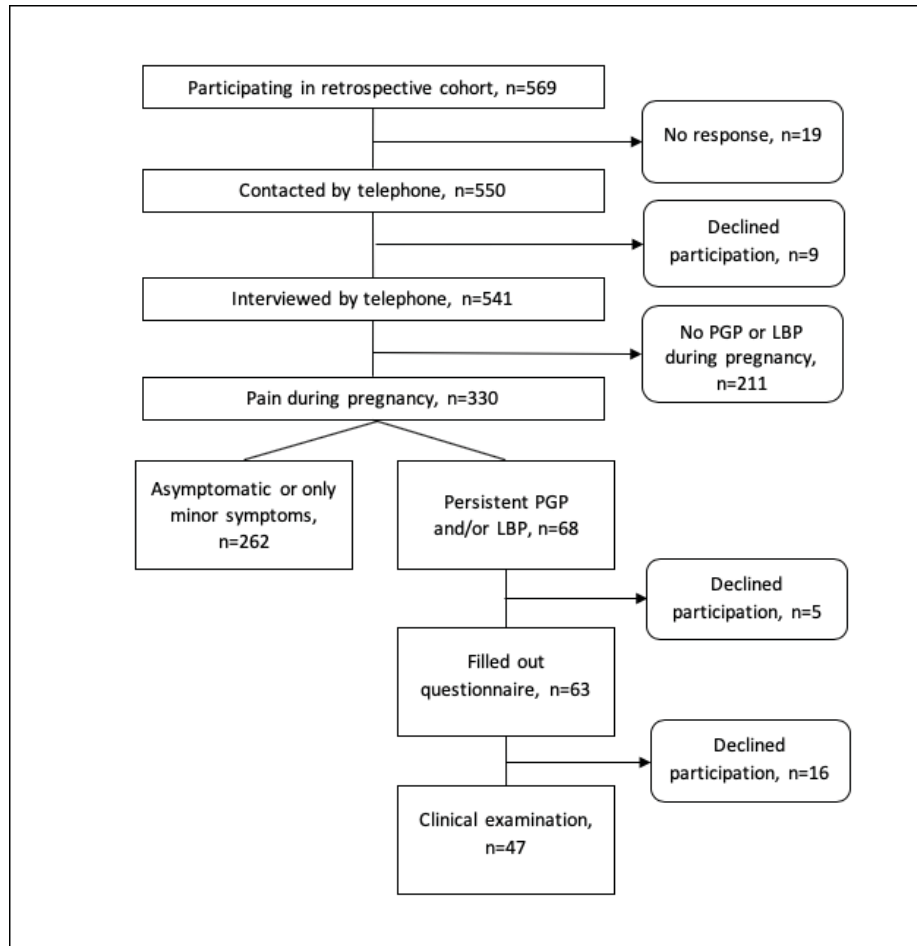 Participating in retrospective cohort, n=569
No response, n=19
Contacted by telephone, n=550
Declined
participation, n=9
Interviewed by telephone, n=541
No PGP or LBP
during pregnancy,
n=211
Pain during pregnancy, n=330
Asymptomatic or only
minor symptoms,
n=262
Persistent PGP
and/or LBP, n=68
Declined
participation, n=5
Filled out
questionnaire, n=63
Declined
participation, n=16
Clinical examination,
n=47